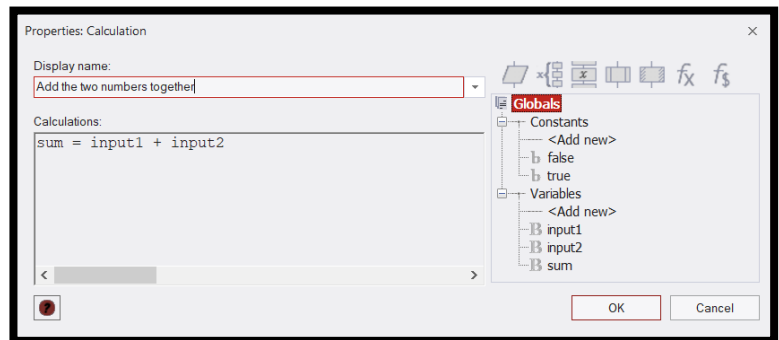 Properties: Calculation
Display name:
Add the two numbers together
Calculations:
sum = input1 + input2
Globals
Constants
<Add new>
false
true
Variables
<Add new>
input1
input2
sum
OK
Cancel